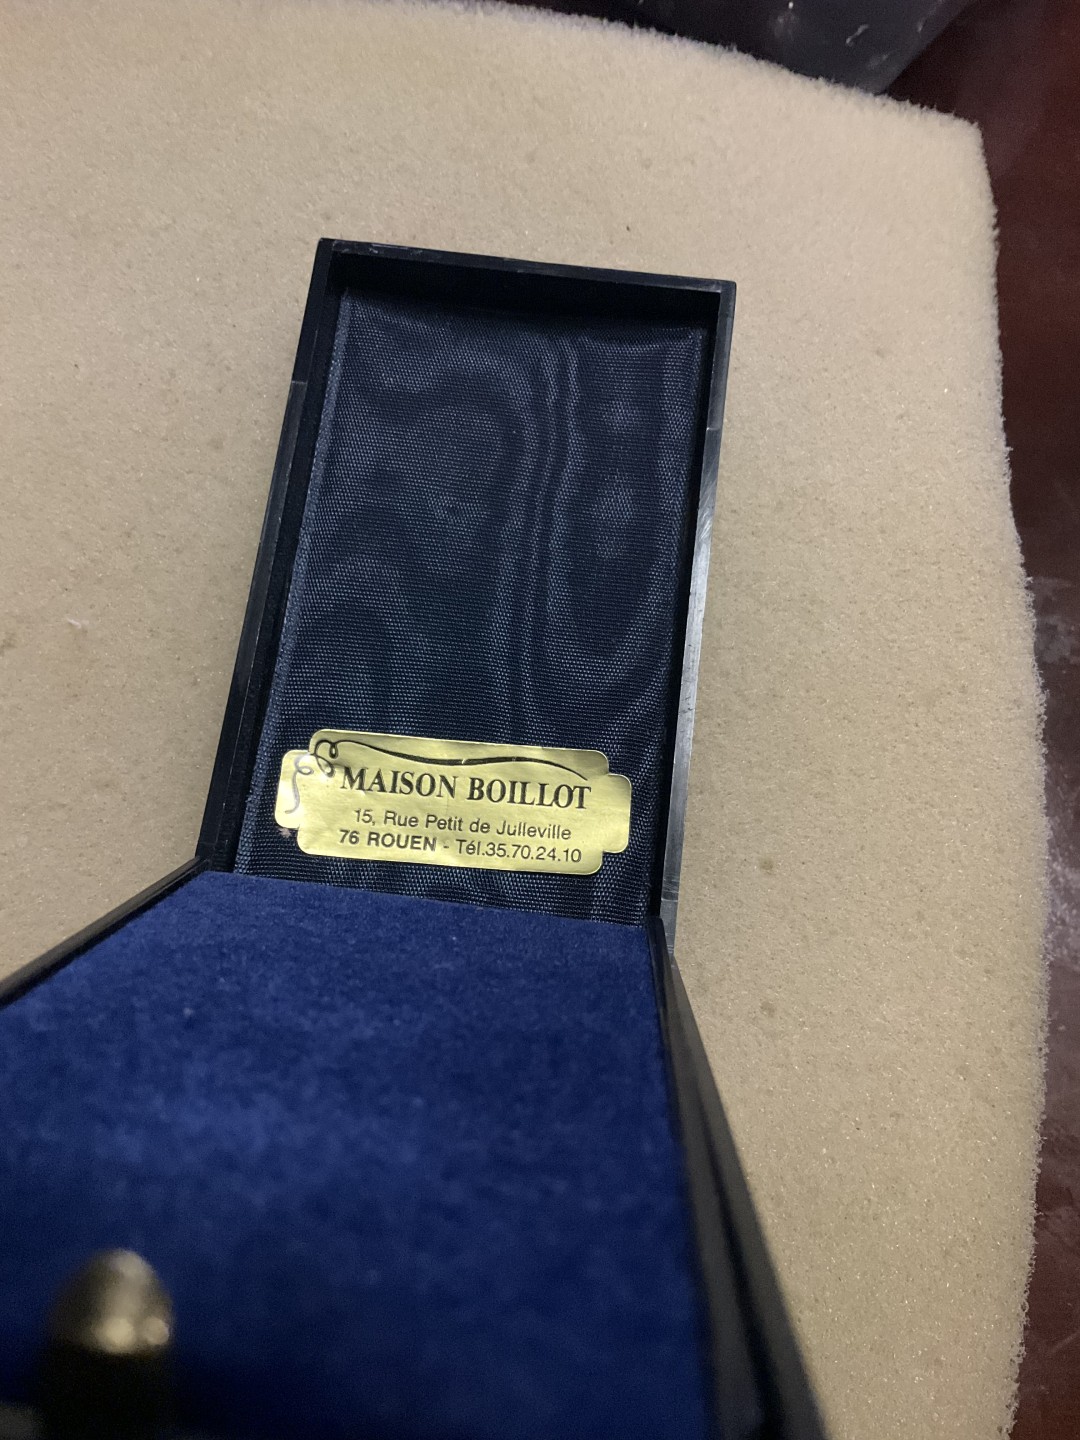 MAISON BOILLOT
15, Rue Petit de Julleville
76 ROUEN - Tél.35.70.24.10